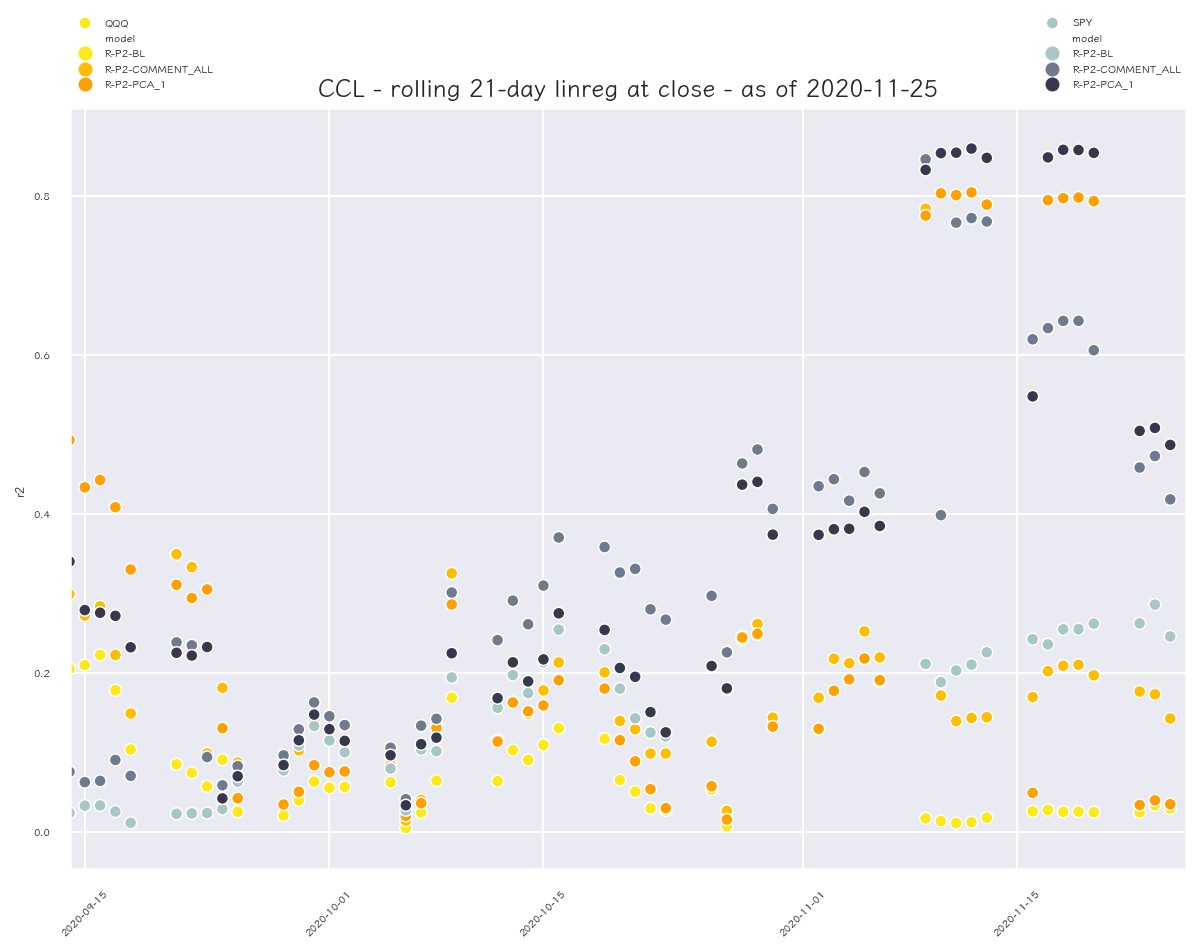 QQQ
model
R-P2-BL
R-P2-COMMENT_ALL
R-P2-PCA_1
SPY
model
R-P2-BL
R-P2-COMMENT_ALL
R-P2-PCA_1
CCL - rolling 21-day linreg at close - as of 2020-11-25
0.8
0.6
0.4
0.2
0.0
r2
2020-09-15
2020-10-01
2020-10-15
2020-11-01
2020-11-15